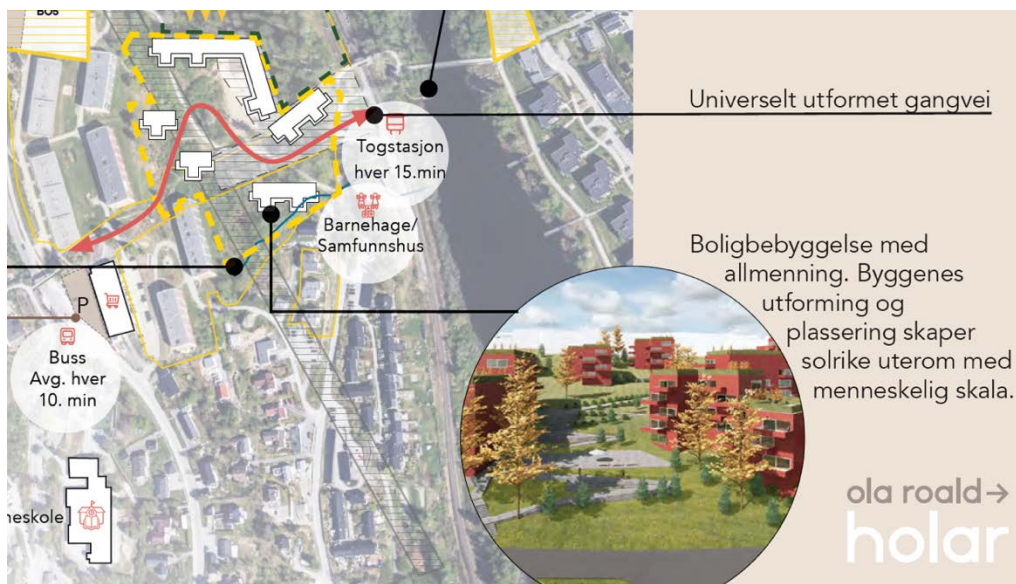 BOS
Universelt utformet gangvei
Togstasjon
hver 15.min
Barnehage/
Samfunnshus
Boligbebyggelse med
allmenning. Byggenes
utforming og
plassering skaper
solrike uterom med
menneskelig skala.
P
Buss
Avg. hver
10. min
neskole
ola roald→
holar